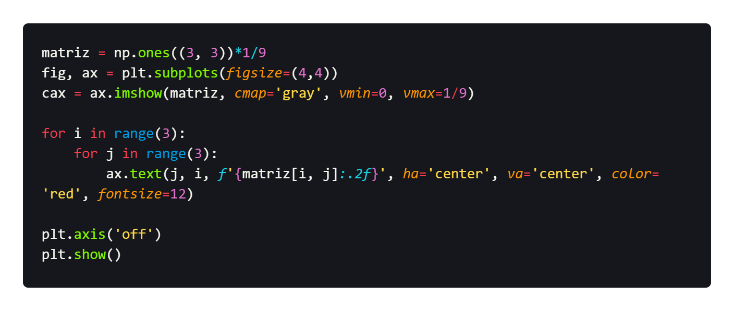 matriz = np.ones((3, 3))*1/9
fig, ax = plt.subplots(figsize=(4,4))
cax = ax.imshow(matriz, cmap='gray', vmin=0, vmax=1/9)

for i in range(3):
    for j in range(3):
        ax.text(j, i, f'{matriz[i, j]:.2f}', ha='center', va='center', color=
'red', fontsize=12)

plt.axis('off')
plt.show()